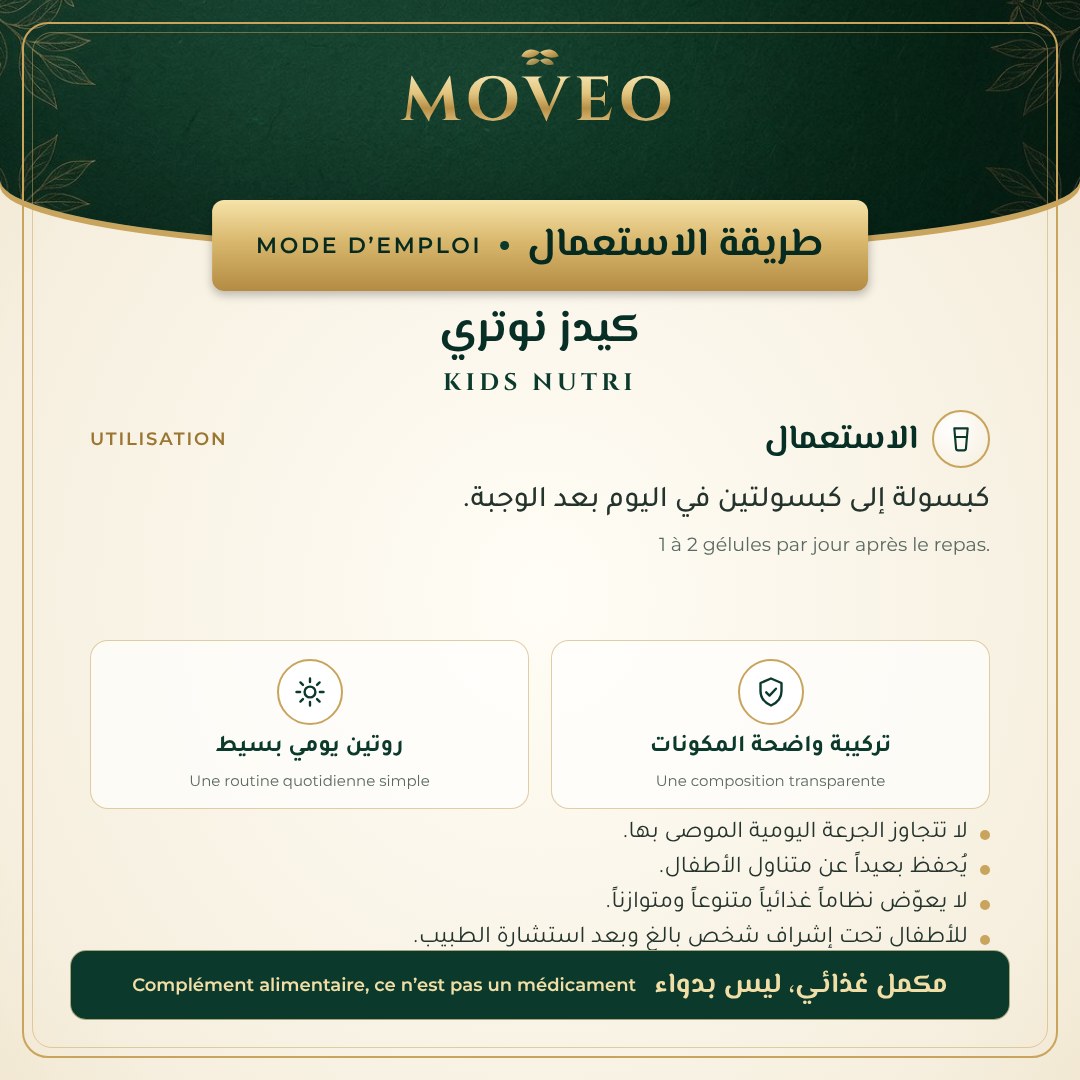 MOVEO
طريقة الاستعمال • MODE D’EMPLOI
كيدز نوتري
KIDS NUTRI
الاستعمال
UTILISATION
كبسولة إلى كبسولتين في اليوم بعد الوجبة.
1 à 2 gélules par jour après le repas.
تركيبة واضحة المكونات
Une composition transparente
روتين يومي بسيط
Une routine quotidienne simple
لا تتجاوز الجرعة اليومية الموصى بها.
يُحفظ بعيداً عن متناول الأطفال.
لا يعوّض نظاماً غذائياً متنوعاً ومتوازناً.
للأطفال تحت إشراف شخص بالغ وبعد استشارة الطبيب.
مكمل غذائي، ليس بدواء Complément alimentaire, ce n’est pas un médicament